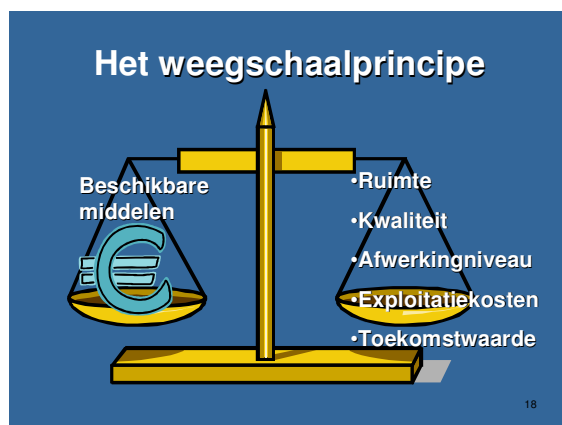 Het weegschaalprincipe
Beschikbare
middelen
€
•Ruimte
•Kwaliteit
•Afwerkingniveau
•Exploitatiekosten
•Toekomstwaarde
18